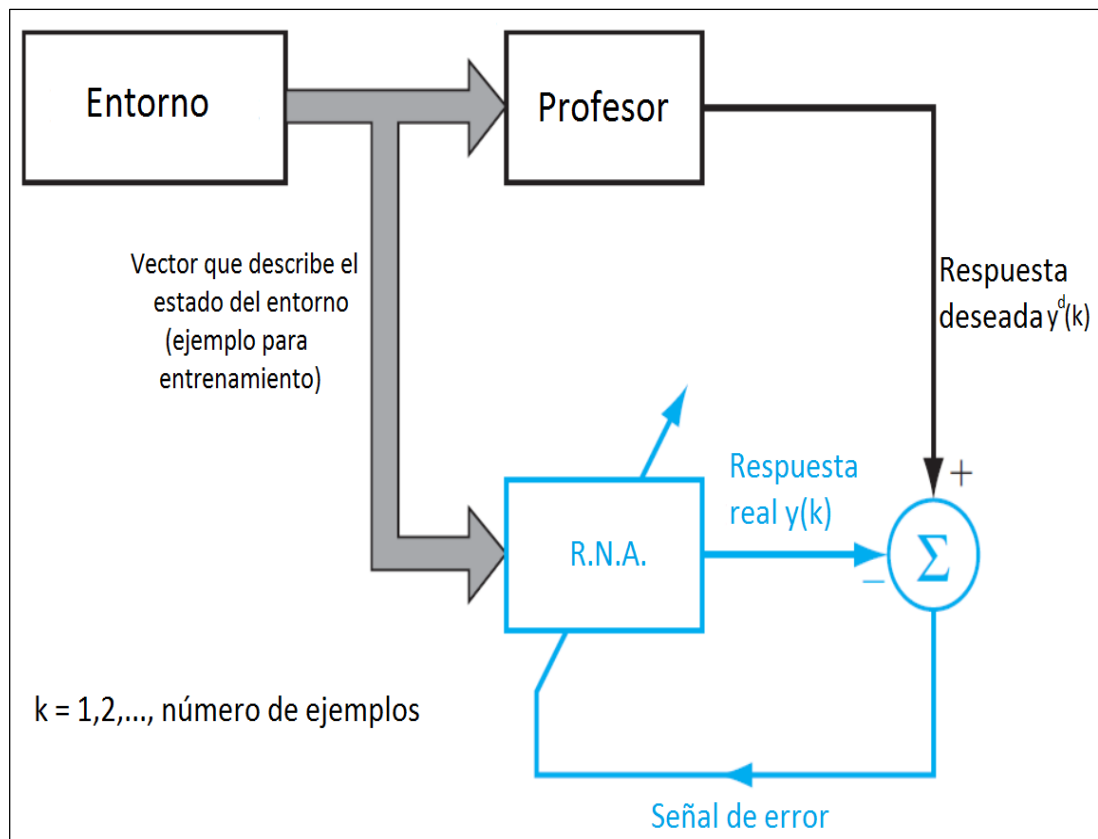 Entorno
Profesor
Vector que describe el
estado del entorno
(ejemplo para
entrenamiento)
Respuesta
deseada y^d(k)
Respuesta
real y(k)
+
−
Σ
R.N.A.
k = 1,2,..., número de ejemplos
Señal de error